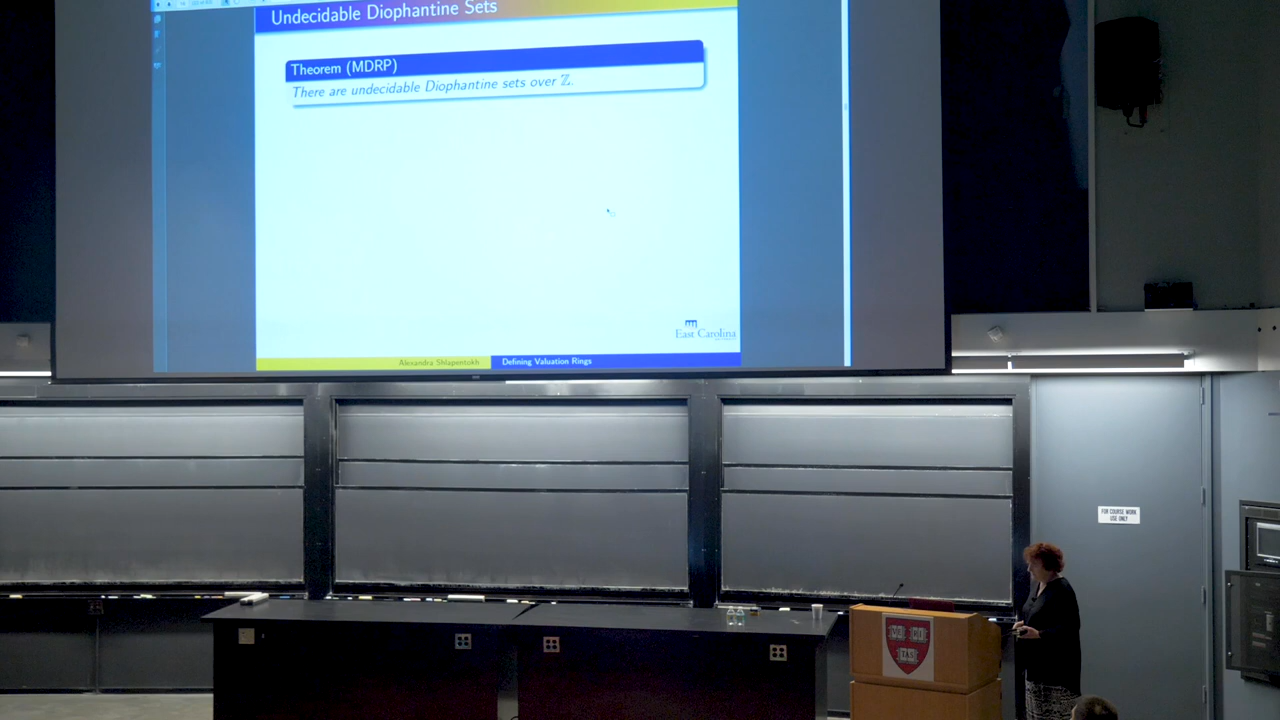 Undecidable Diophantine Sets
Theorem (MDRP)
There are undecidable Diophantine sets over ℤ.
East Carolina
Alexandra Shlapentokh
Defining Valuation Rings
FOR COURSE WORK
USE ONLY